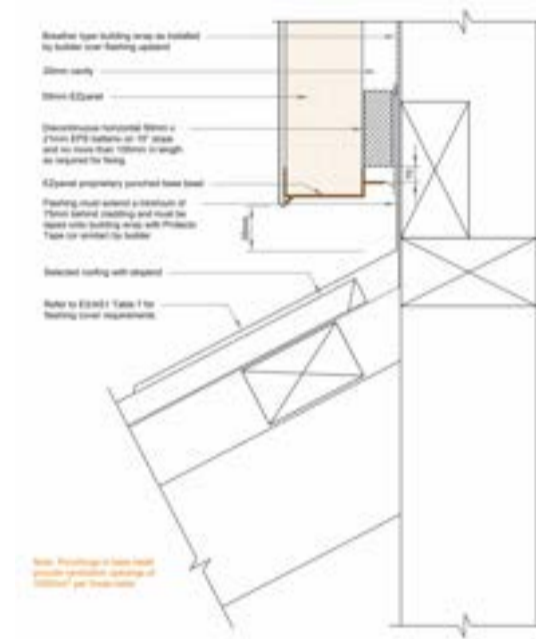 Breather type building wrap as installed
by builder over flashing upstand
20mm cavity
50mm EZpanel
Discontinuous horizontal 50mm x
21mm EPS battens on 10° slope
and no more than 100mm in length
as required for fixing.
EZpanel proprietary punched base bead
Flashing must extend a minimum of
75mm behind cladding and must be
taped onto building wrap with Protecto
Tape (or similar) by builder
Selected roofing with stopend
Refer to E2/AS1 Table 7 for
flashing cover requirements.
Note: Punchings in base bead
provide ventilation openings of
1000mm² per linear metre